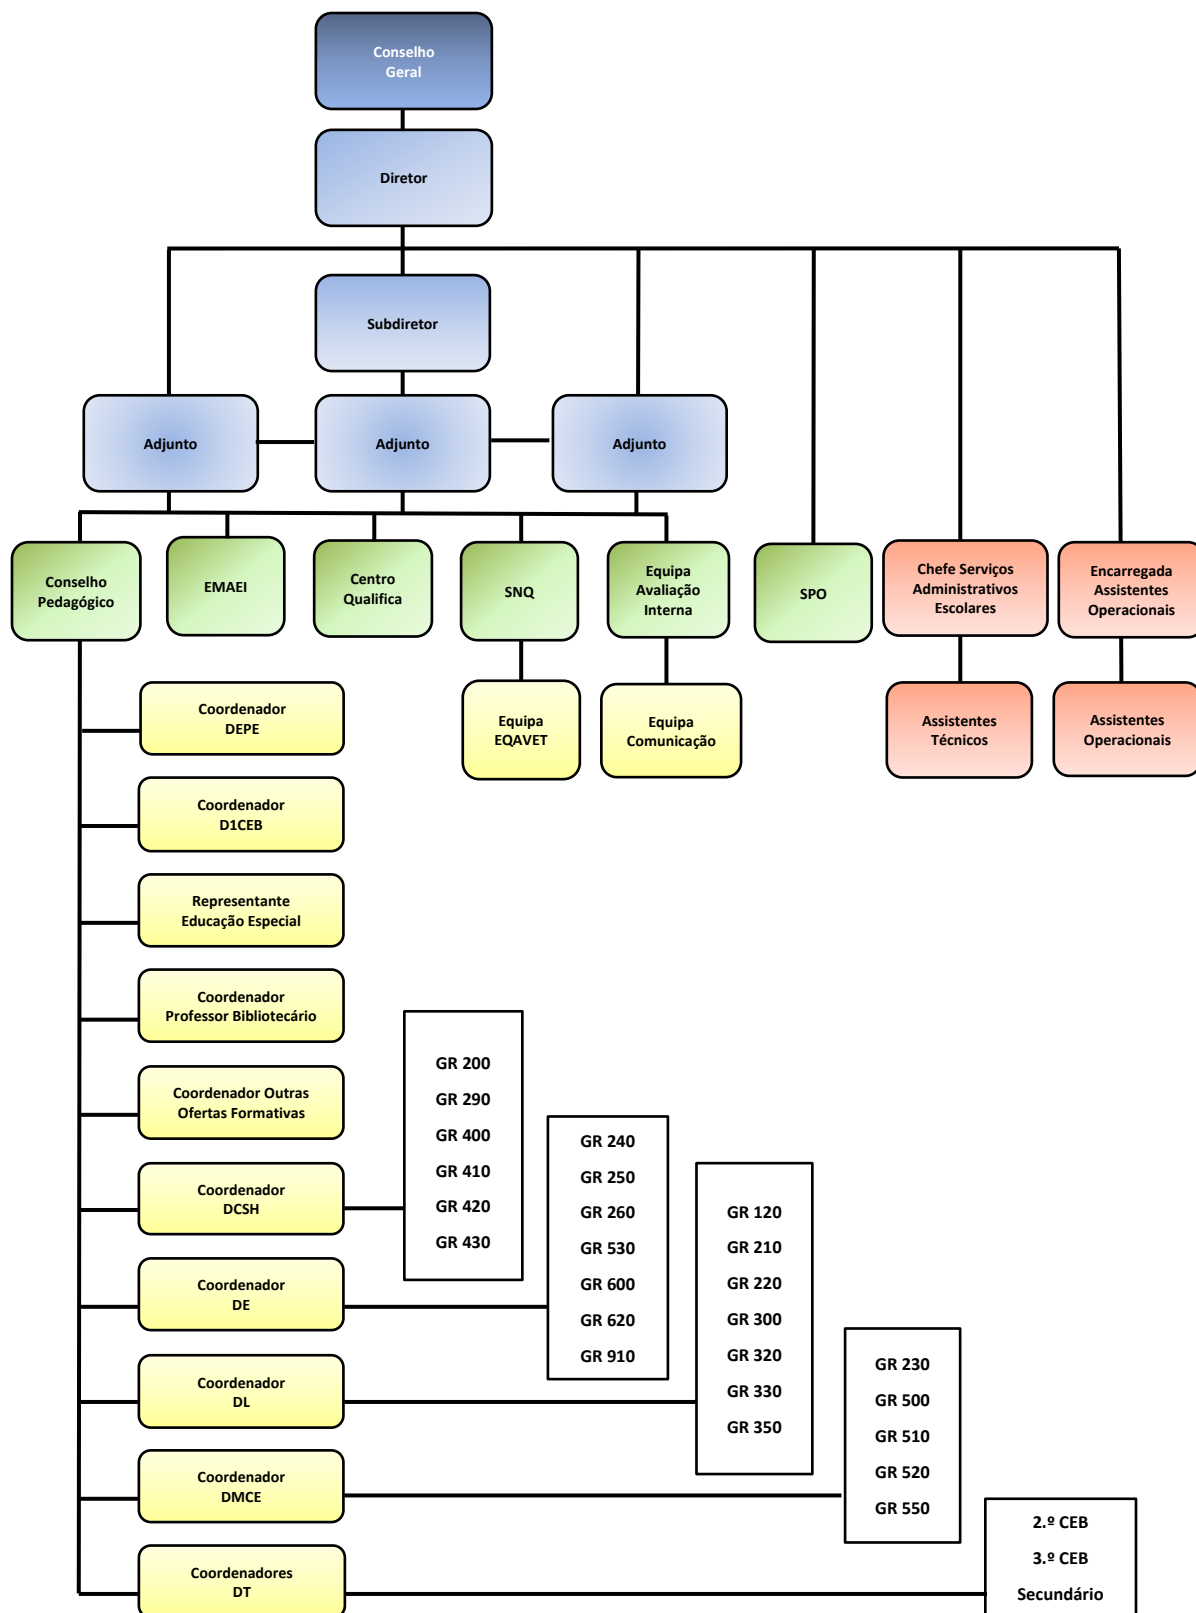 Conselho
Geral
Diretor
Subdiretor
Adjunto
Adjunto
Adjunto
Conselho
Pedagógico
EMAEI
Centro
Qualifica
SNQ
Equipa
Avaliação
Interna
SPO
Chefe Serviços
Administrativos
Escolares
Encarregada
Assistentes
Operacionais
Equipa
EQAVET
Equipa
Comunicação
Assistentes
Técnicos
Assistentes
Operacionais
Coordenador
DEPE
Coordenador
D1CEB
Representante
Educação Especial
Coordenador
Professor Bibliotecário
Coordenador Outras
Ofertas Formativas
Coordenador
DCSH
GR 200
GR 290
GR 400
GR 410
GR 420
GR 430
Coordenador
DE
GR 240
GR 250
GR 260
GR 530
GR 600
GR 620
GR 910
Coordenador
DL
GR 120
GR 210
GR 220
GR 300
GR 320
GR 330
GR 350
Coordenador
DMCE
GR 230
GR 500
GR 510
GR 520
GR 550
Coordenadores
DT
2.º CEB
3.º CEB
Secundário